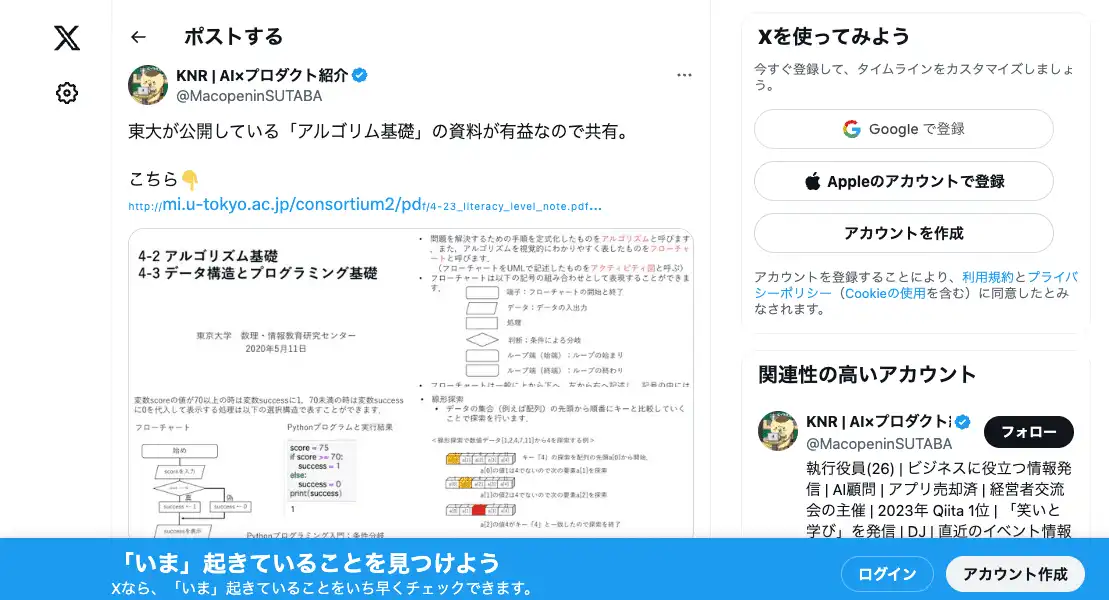 ポストする
KNR | AI×プロダクト紹介
@MacopeninSUTABA
東大が公開している「アルゴリム基礎」の資料が有益なので共有。
こちら👇
http://mi.u-tokyo.ac.jp/consortium2/pdf/4-23_literacy_level_note.pdf…
4-2 アルゴリズム基礎
4-3 データ構造とプログラミング基礎
東京大学 数理・情報教育研究センター
2020年5月11日
• 問題を解決するための手順を定式化したものをアルゴリズムと呼びます
．また，アルゴリズムを視覚的にわかりやすく表したものをフローチャ
ートと呼びます．
（フローチャートをUMLで記述したものをアクティビティ図と呼ぶ）
• フローチャートは以下の記号の組み合わせとして表現することができま
す．
端子：フローチャートの開始と終了
データ：データの入出力
処理
判断：条件による分岐
ループ端（始端）：ループの始まり
ループ端（終端）：ループの終わり
• フローチャートは一般に上から下へ，左から右へ記述し，記号の中には
変数scoreの値が70以上の時は変数successに1，70未満の時は変数success
に0を代入して表示する処理は以下の選択構造で表すことができます．
フローチャート
Pythonプログラムと実行結果
始め
scoreを入力
真
偽
success ← 1
success ← 0
successを表示
score = 75
if score >= 70:
success = 1
else:
success = 0
print(success)
1
Pythonプログラミング入門：条件分岐
• 線形探索
• データの集合（例えば配列）の先頭から順番にキーと比較していく
ことで探索を行います．
＜線形探索で数値データ[1,2,4,7,11]から4を探索する例＞
キー「4」の探索を配列の先頭a[0]から開始．
a[0]の値1は4でないので次の要素a[1]を探索
a[1]の値2は4でないので次の要素a[2]を探索
a[2]の値4がキー「4」と一致したので探索を終了
Xを使ってみよう
今すぐ登録して、タイムラインをカスタマイズしましょ
う。
Google で登録
Appleのアカウントで登録
アカウントを作成
アカウントを登録することにより、利用規約とプライバ
シーポリシー（Cookieの使用を含む）に同意したとみ
なされます。
関連性の高いアカウント
KNR | AI×プロダクト
@MacopeninSUTABA
フォロー
執行役員(26) | ビジネスに役立つ情報発
信 | AI顧問 | アプリ売却済 | 経営者交流
会の主催 | 2023年 Qiita 1位 | 「笑いと
学び」を発信 | DJ | 直近のイベント情報
「いま」起きていることを見つけよう
Xなら、「いま」起きていることをいち早くチェックできます。
ログイン
アカウント作成